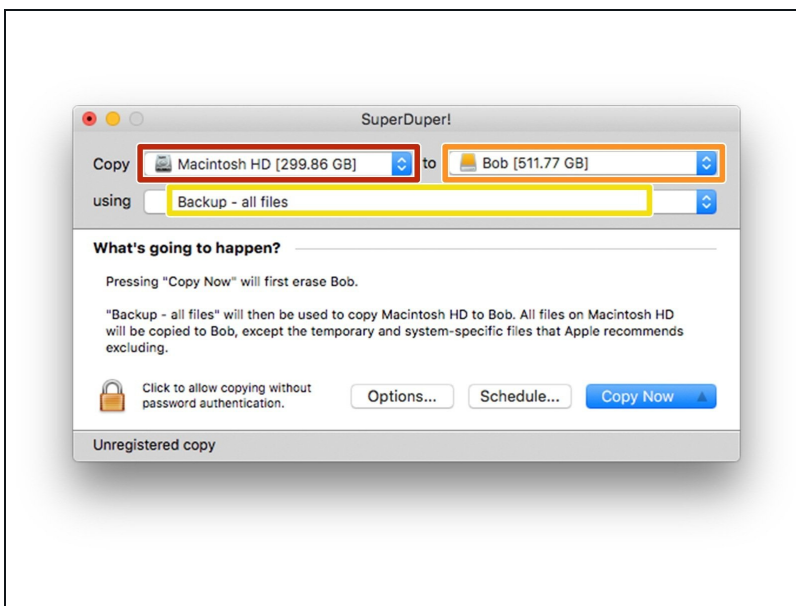 SuperDuper!
Copy Macintosh HD [299.86 GB] to Bob [511.77 GB]
using Backup - all files
What's going to happen?
Pressing "Copy Now" will first erase Bob.
"Backup - all files" will then be used to copy Macintosh HD to Bob. All files on Macintosh HD
will be copied to Bob, except the temporary and system-specific files that Apple recommends
excluding.
Click to allow copying without
password authentication.
Options... Schedule... Copy Now
Unregistered copy